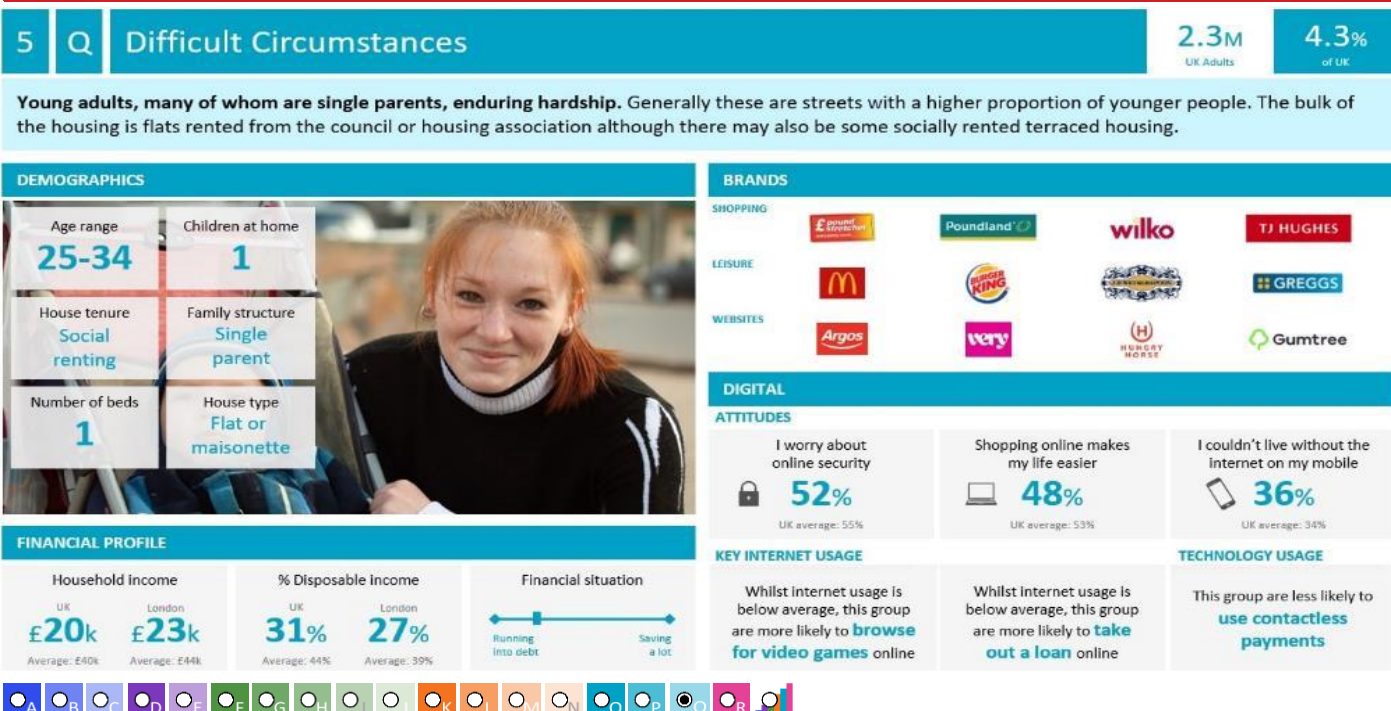 5 Q Difficult Circumstances
2.3M
UK Adults
4.3%
of UK
Young adults, many of whom are single parents, enduring hardship. Generally these are streets with a higher proportion of younger people. The bulk of
the housing is flats rented from the council or housing association although there may also be some socially rented terraced housing.
DEMOGRAPHICS
Age range
25-34
Children at home
1
House tenure
Social
renting
Family structure
Single
parent
Number of beds
1
House type
Flat or
maisonette
FINANCIAL PROFILE
Household income
UK
£20k
Average: £40k
London
£23k
Average: £44k
% Disposable income
UK
31%
Average: 44%
London
27%
Average: 39%
Financial situation
Running
into debt
Saving
a lot
BRANDS
SHOPPING
£ pound
stretcher
Poundland
wilko
TJ HUGHES
LEISURE
BURGER
KING
GREGGS
WEBSITES
Argos
very
H
HUNGRY
HORSE
Gumtree
DIGITAL
ATTITUDES
I worry about
online security
52%
UK average: 55%
Shopping online makes
my life easier
48%
UK average: 53%
I couldn't live without the
internet on my mobile
36%
UK average: 34%
KEY INTERNET USAGE
Whilst internet usage is
below average, this group
are more likely to browse
for video games online
Whilst internet usage is
below average, this group
are more likely to take
out a loan online
TECHNOLOGY USAGE
This group are less likely to
use contactless
payments
A B C D E F G H I J K L M N O P Q R